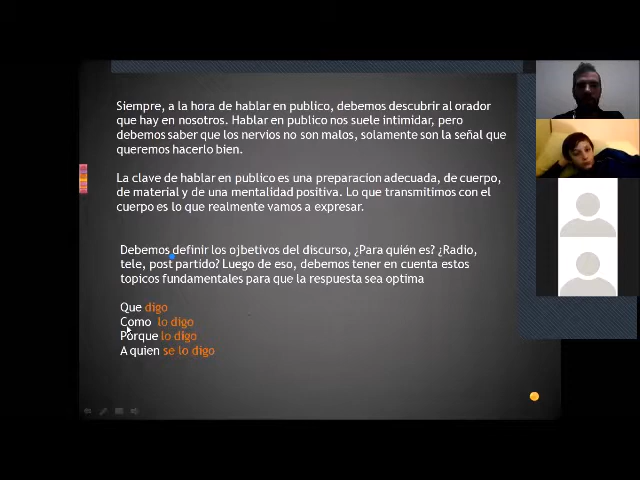 Siempre, a la hora de hablar en publico, debemos descubrir al orador
que hay en nosotros. Hablar en publico nos suele intimidar, pero
debemos saber que los nervios no son malos, solamente son la señal que
queremos hacerlo bien.
La clave de hablar en publico es una preparacion adecuada, de cuerpo,
de material y de una mentalidad positiva. Lo que transmitimos con el
cuerpo es lo que realmente vamos a expresar.
Debemos definir los ojbetivos del discurso, ¿Para quién es? ¿Radio,
tele, post partido? Luego de eso, debemos tener en cuenta estos
topicos fundamentales para que la respuesta sea optima
Que digo
Como lo digo
Porque lo digo
A quien se lo digo